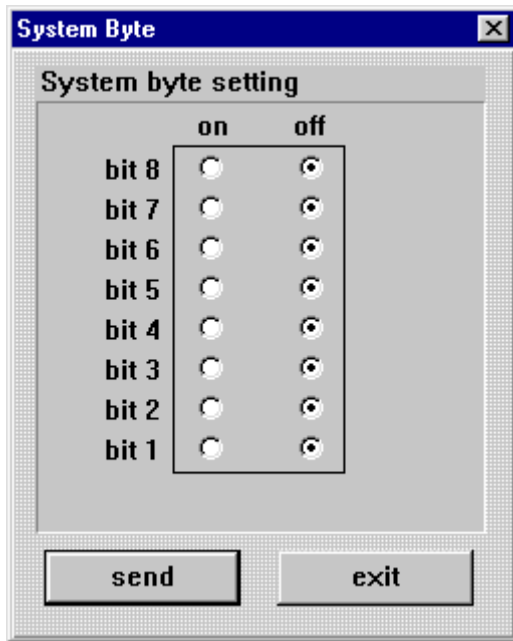 System Byte
System byte setting
on off
bit 8
bit 7
bit 6
bit 5
bit 4
bit 3
bit 2
bit 1
send exit